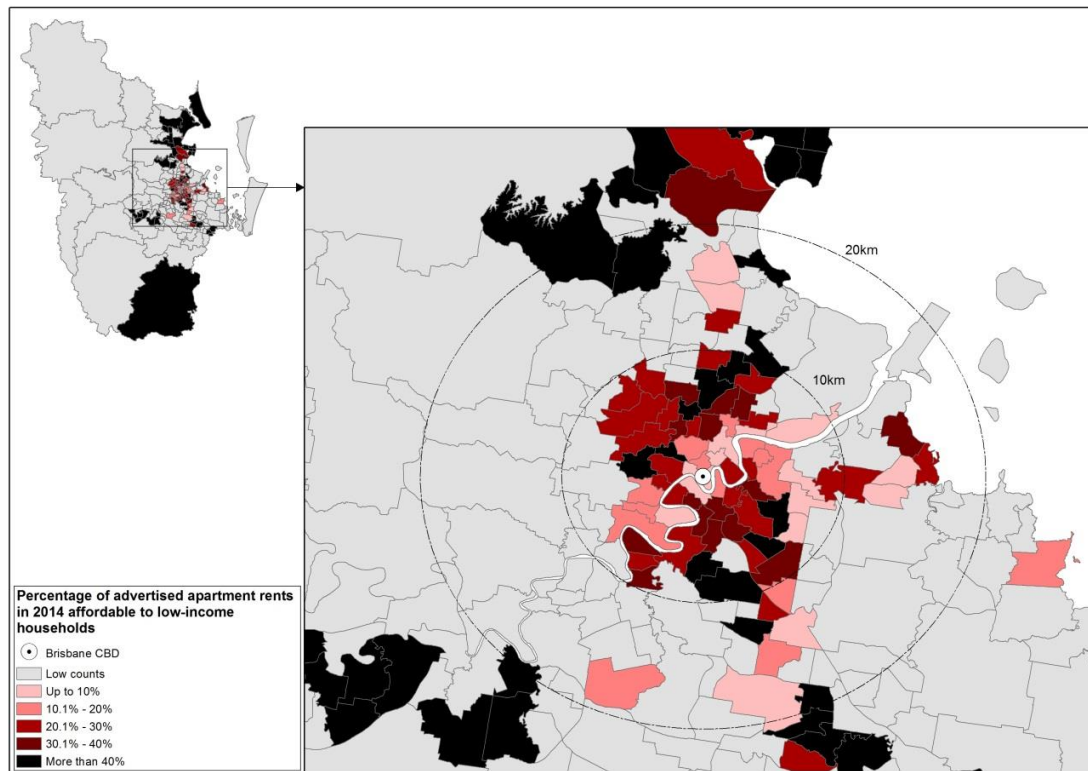 20km
10km
Percentage of advertised apartment rents
in 2014 affordable to low-income
households
Brisbane CBD
Low counts
Up to 10%
10.1% - 20%
20.1% - 30%
30.1% - 40%
More than 40%